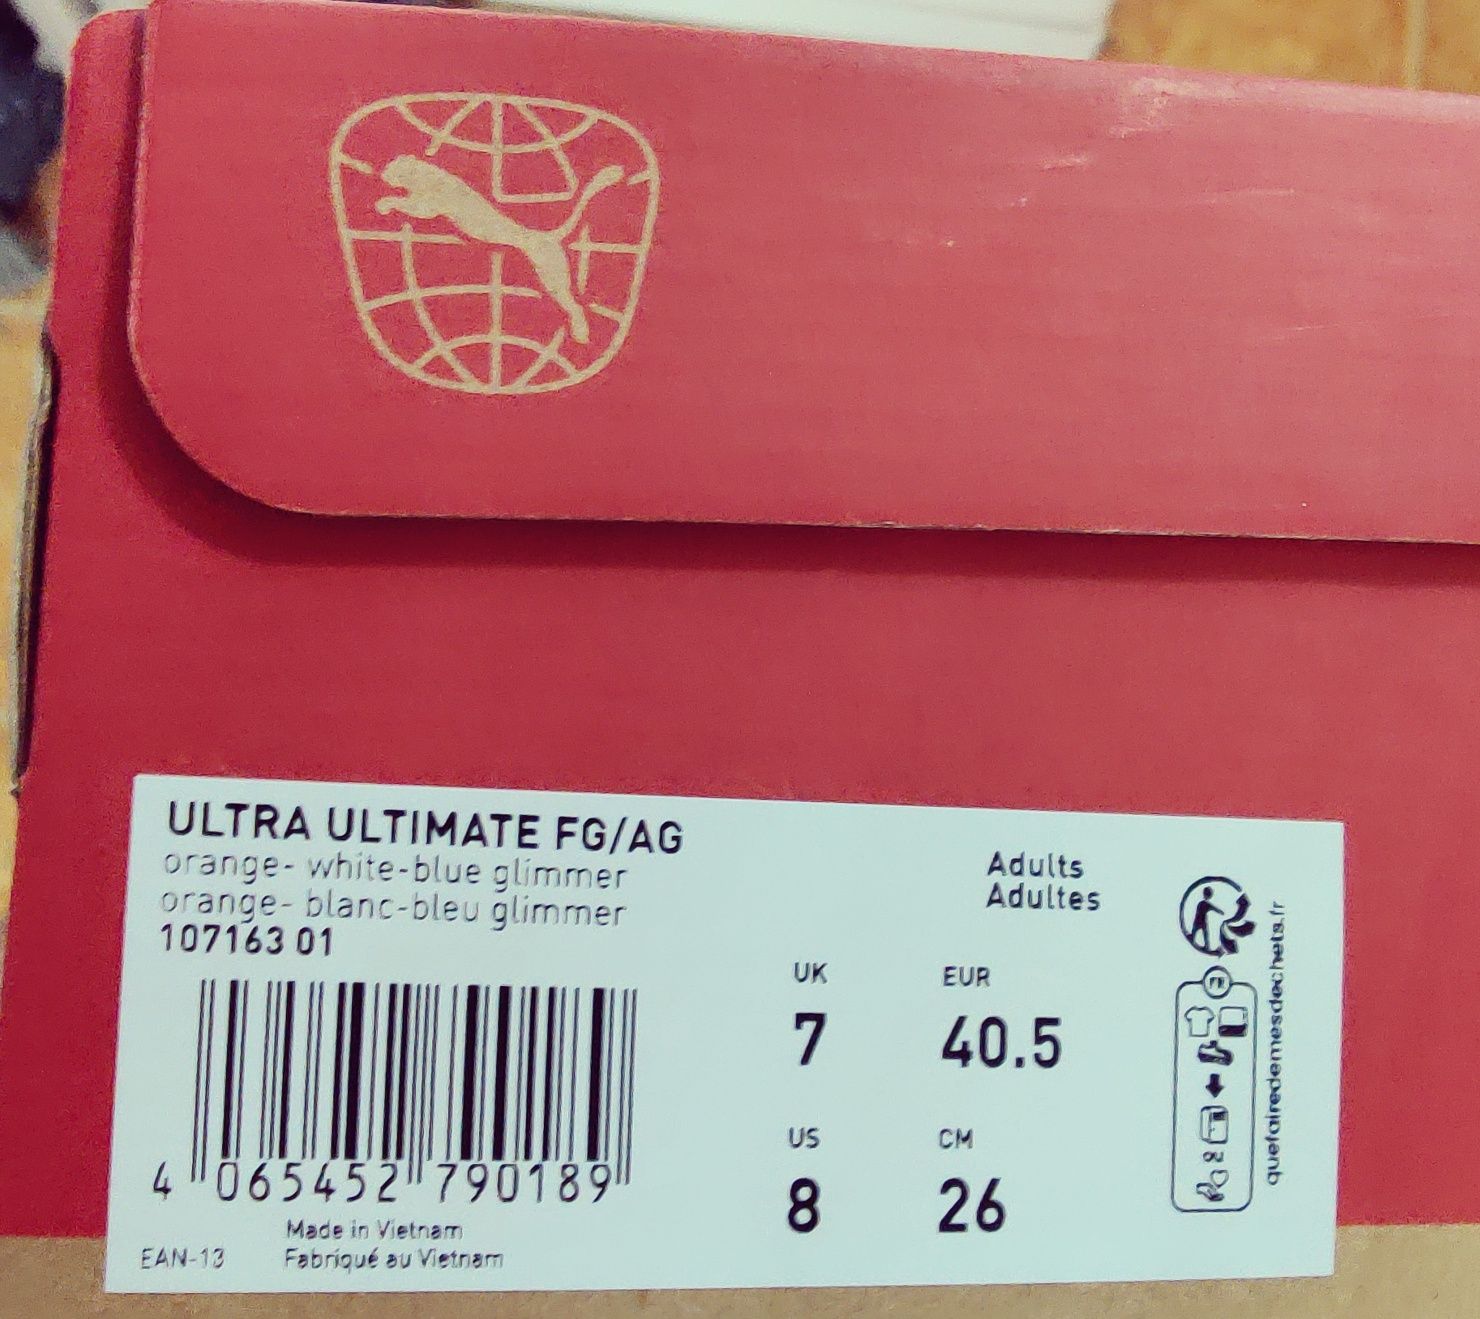 ULTRA ULTIMATE FG/AG
orange- white-blue glimmer
orange- blanc-bleu glimmer
107163 01
Adults
Adultes
UK
7
EUR
40.5
US
8
CM
26
4 065452 790189
Made in Vietnam
EAN-13
Fabriqué au Vietnam
quefairedemesdechets.fr